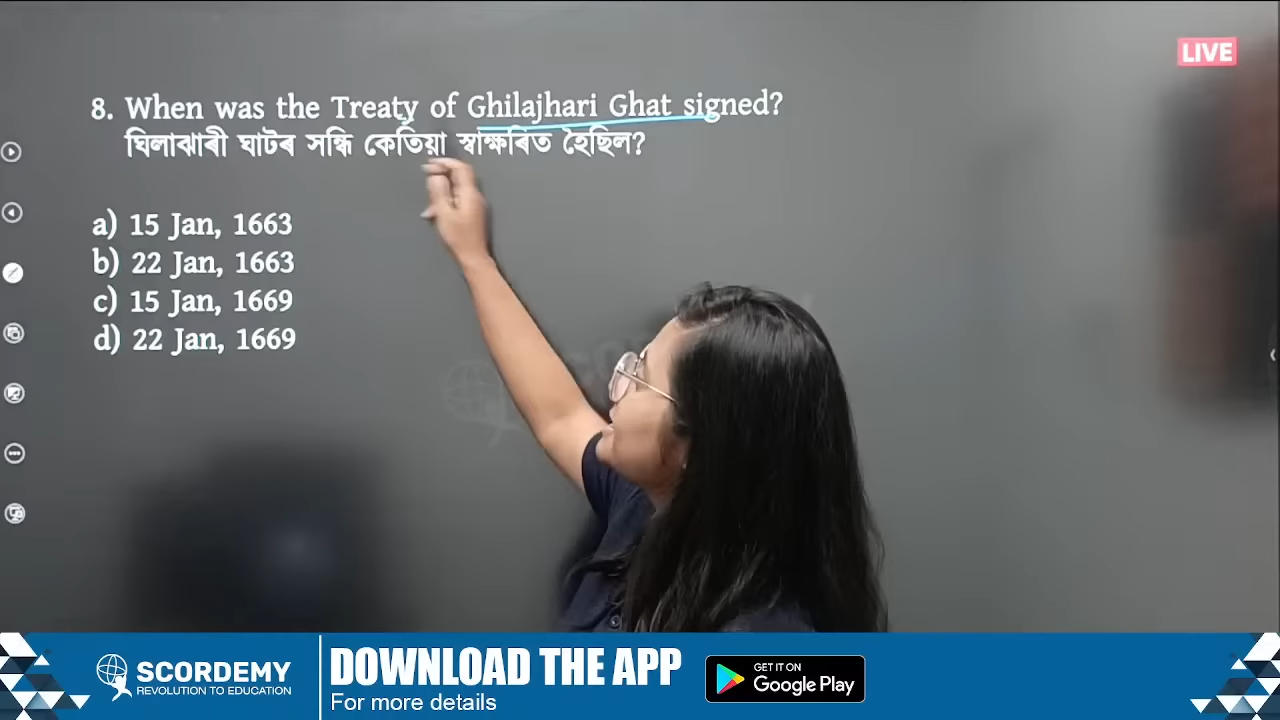 LIVE
8. When was the Treaty of Ghilajhari Ghat signed?
ঘিলাঝাৰী ঘাটৰ সন্ধি কেতিয়া স্বাক্ষৰিত হৈছিল?
a) 15 Jan, 1663
b) 22 Jan, 1663
c) 15 Jan, 1669
d) 22 Jan, 1669
SCORDEMY
REVOLUTION TO EDUCATION
DOWNLOAD THE APP
For more details
GET IT ON
Google Play